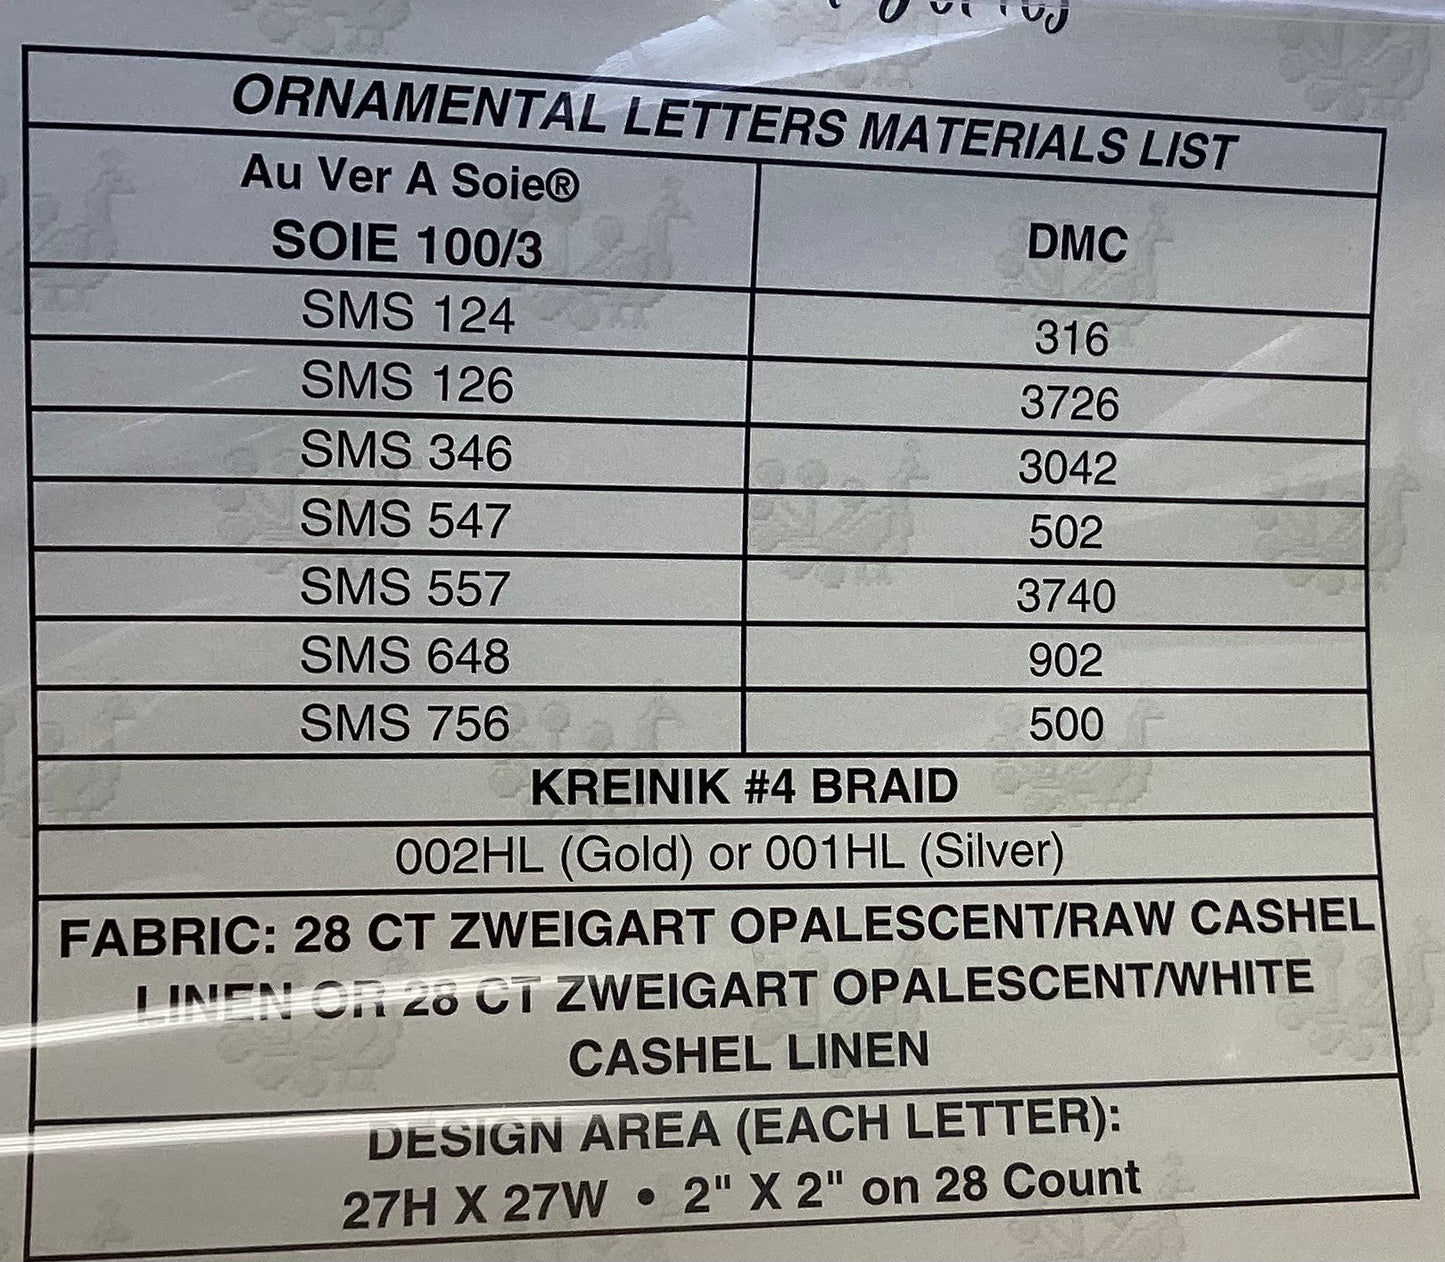 ORNAMENTAL LETTERS MATERIALS LIST
Au Ver A Soie®
SOIE 100/3
DMC
SMS 124 316
SMS 126 3726
SMS 346 3042
SMS 547 502
SMS 557 3740
SMS 648 902
SMS 756 500
KREINIK #4 BRAID
002HL (Gold) or 001HL (Silver)
FABRIC: 28 CT ZWEIGART OPALESCENT/RAW CASHEL
LINEN OR 28 CT ZWEIGART OPALESCENT/WHITE
CASHEL LINEN
DESIGN AREA (EACH LETTER):
27H X 27W • 2" X 2" on 28 Count